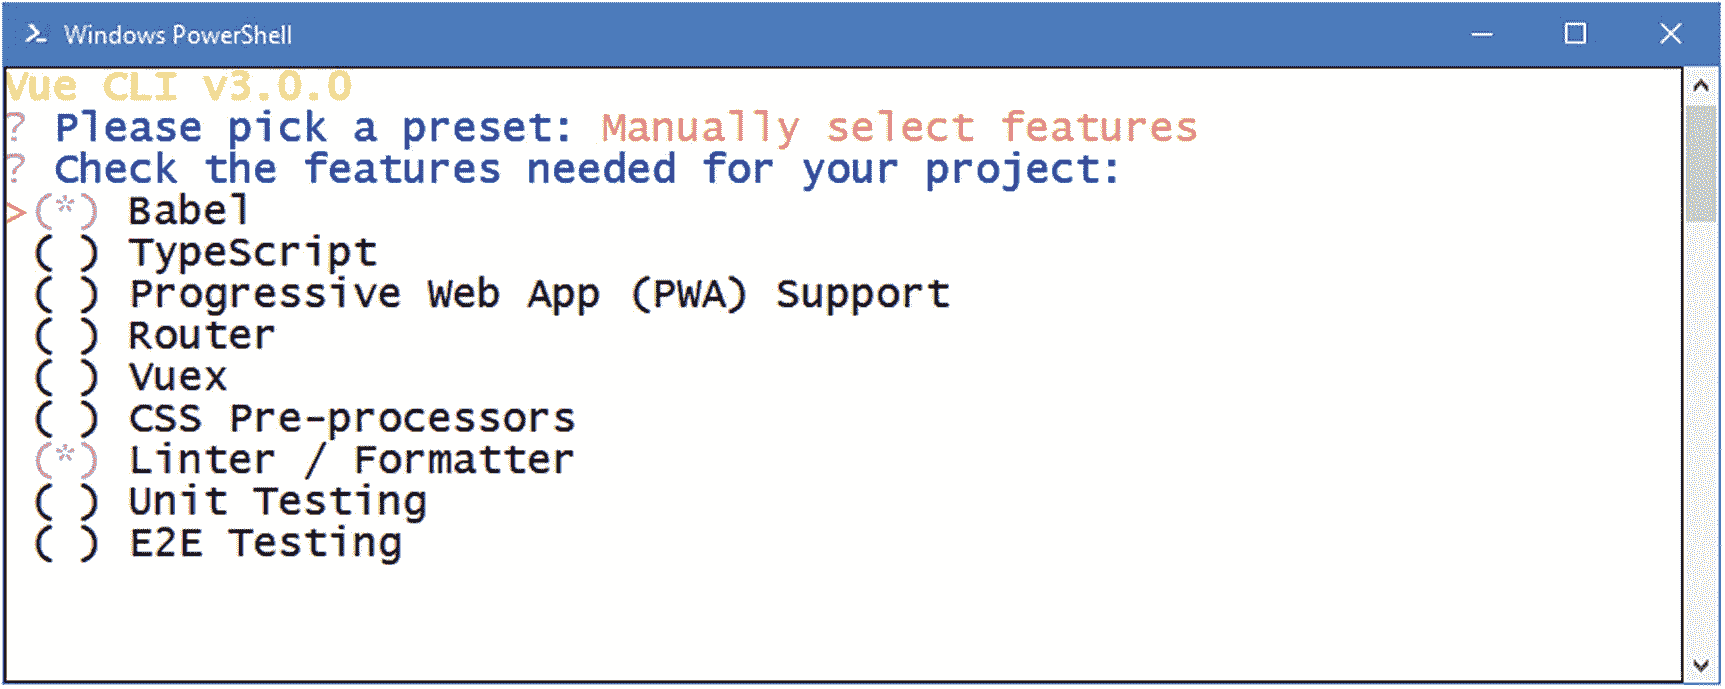 Windows PowerShell
Vue CLI v3.0.0
? Please pick a preset: Manually select features
? Check the features needed for your project:
>(*) Babel
( ) TypeScript
( ) Progressive Web App (PWA) Support
( ) Router
( ) Vuex
( ) CSS Pre-processors
(*) Linter / Formatter
( ) Unit Testing
( ) E2E Testing